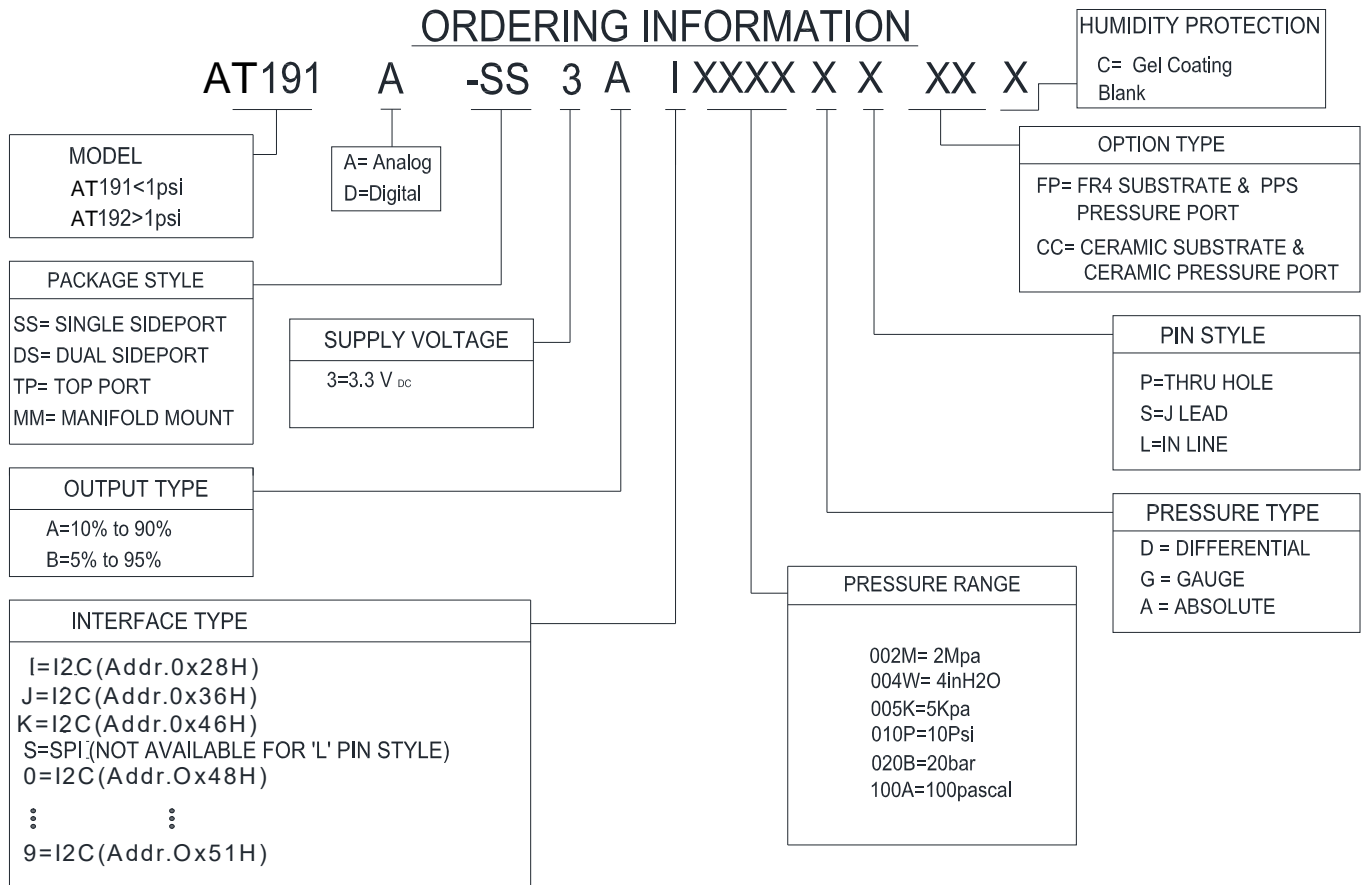 ORDERING INFORMATION
AT191 A -SS 3 A I XXXX X X XX X
HUMIDITY PROTECTION
C= Gel Coating
Blank
MODEL
AT191<1psi
AT192>1psi
A= Analog
D=Digital
OPTION TYPE
FP= FR4 SUBSTRATE & PPS
PRESSURE PORT
CC= CERAMIC SUBSTRATE &
CERAMIC PRESSURE PORT
PACKAGE STYLE
SS= SINGLE SIDEPORT
DS= DUAL SIDEPORT
TP= TOP PORT
MM= MANIFOLD MOUNT
SUPPLY VOLTAGE
3=3.3 V DC
PIN STYLE
P=THRU HOLE
S=J LEAD
L=IN LINE
OUTPUT TYPE
A=10% to 90%
B=5% to 95%
PRESSURE TYPE
D = DIFFERENTIAL
G = GAUGE
A = ABSOLUTE
PRESSURE RANGE
002M= 2Mpa
004W= 4inH2O
005K=5Kpa
010P=10Psi
020B=20bar
100A=100pascal
INTERFACE TYPE
I=I2C(Addr.0x28H)
J=I2C(Addr.0x36H)
K=I2C(Addr.0x46H)
S=SPI (NOT AVAILABLE FOR 'L' PIN STYLE)
0=I2C(Addr.Ox48H)
⋮ ⋮
9=I2C(Addr.Ox51H)